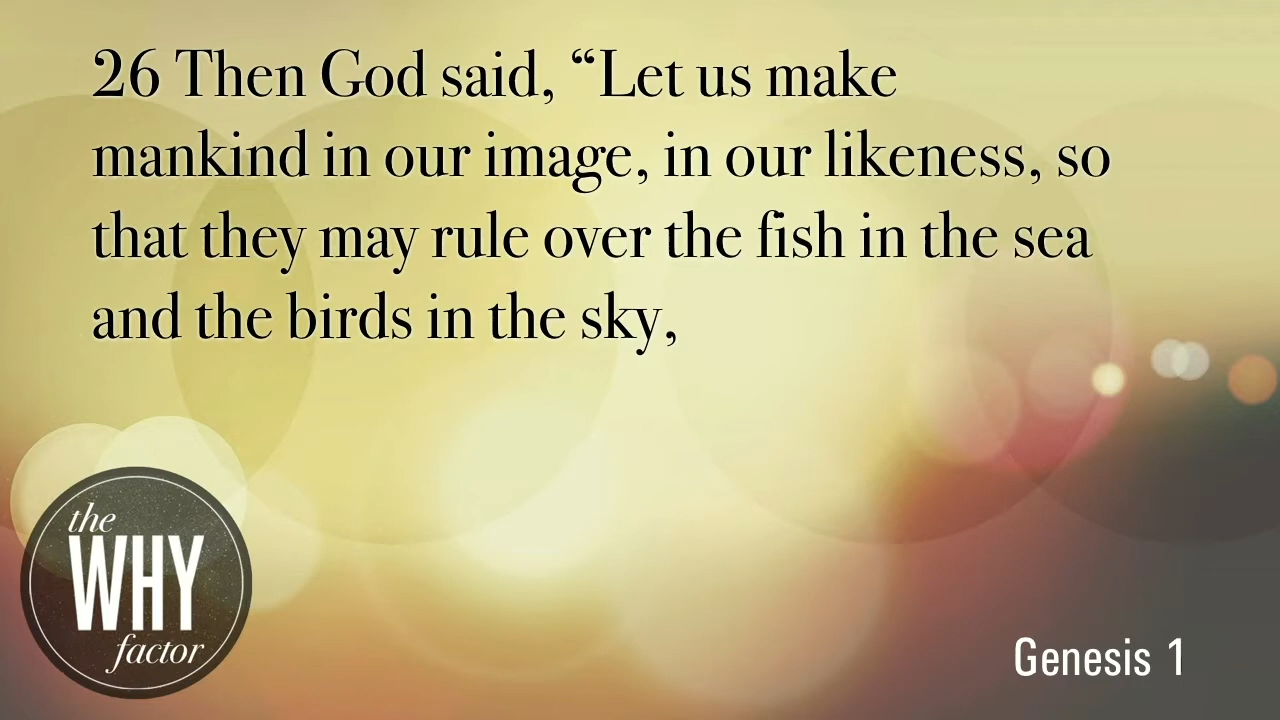 26 Then God said, “Let us make
mankind in our image, in our likeness, so
that they may rule over the fish in the sea
and the birds in the sky,
the
WHY
factor
Genesis 1